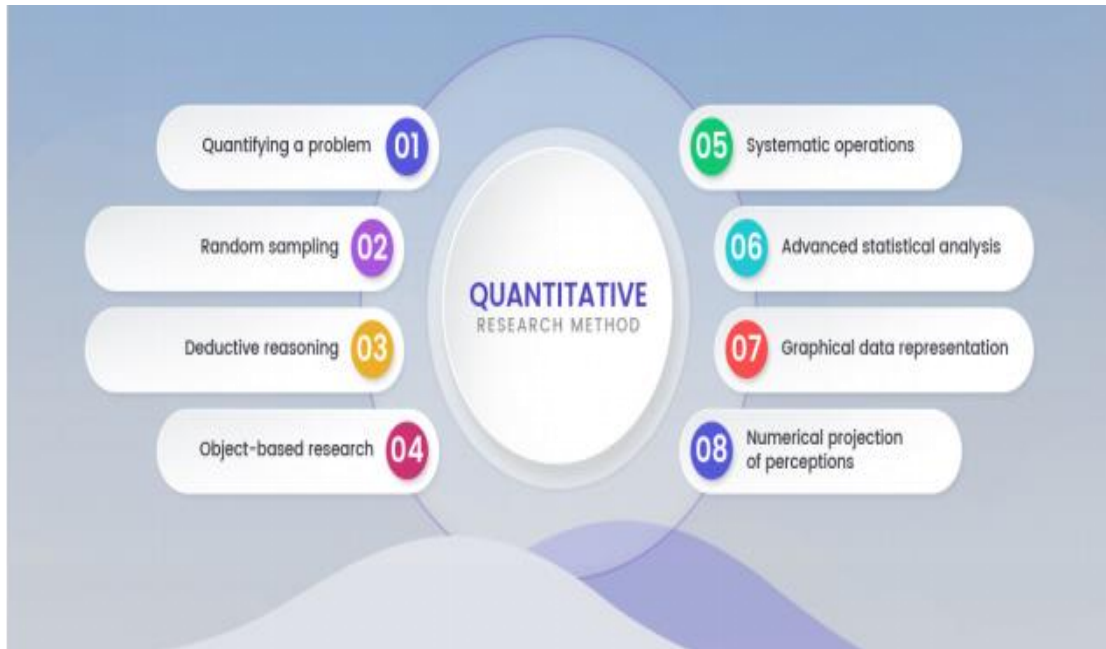 Quantifying a problem 01
Random sampling 02
Deductive reasoning 03
Object-based research 04
QUANTITATIVE
RESEARCH METHOD
05 Systematic operations
06 Advanced statistical analysis
07 Graphical data representation
08 Numerical projection
of perceptions